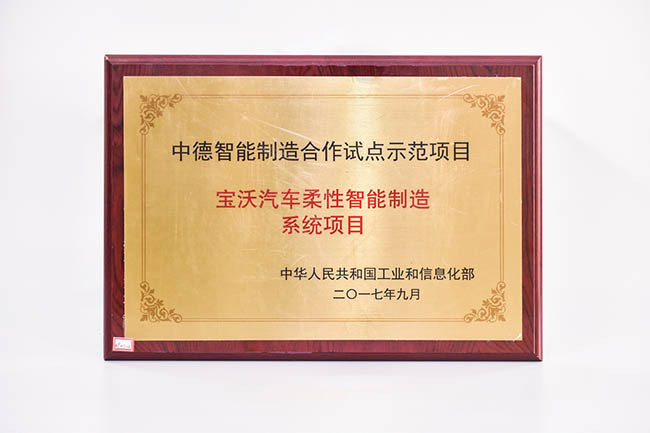 中德智能制造合作试点示范项目
宝沃汽车柔性智能制造
系统项目
中华人民共和国工业和信息化部
二〇一七年九月